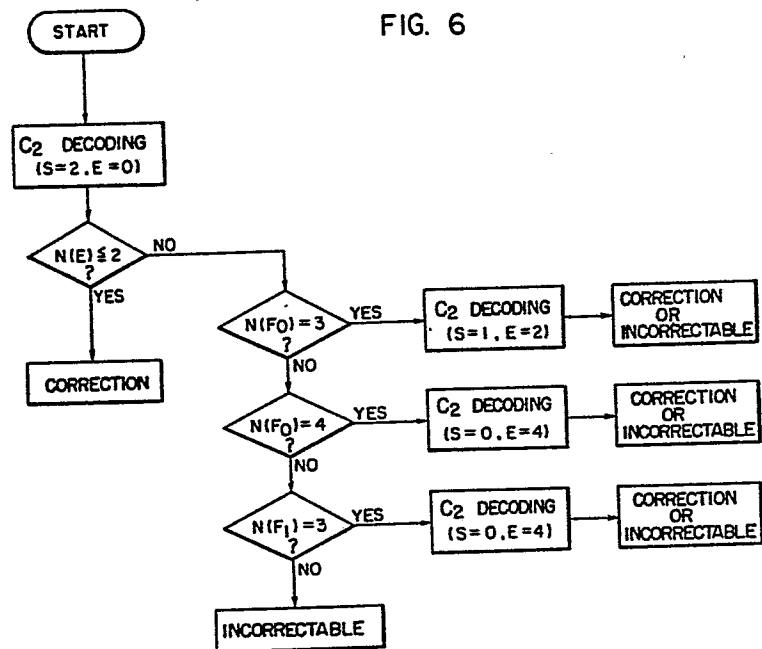 FIG. 6
START
C2 DECODING
(S=2, E=0)
N(E)≦2
?
NO
YES
CORRECTION
N(F0)=3
?
YES
NO
C2 DECODING
(S=1, E=2)
CORRECTION
OR
INCORRECTABLE
N(F0)=4
?
YES
NO
C2 DECODING
(S=0, E=4)
CORRECTION
OR
INCORRECTABLE
N(F1)=3
?
YES
NO
C2 DECODING
(S=0, E=4)
CORRECTION
OR
INCORRECTABLE
INCORRECTABLE